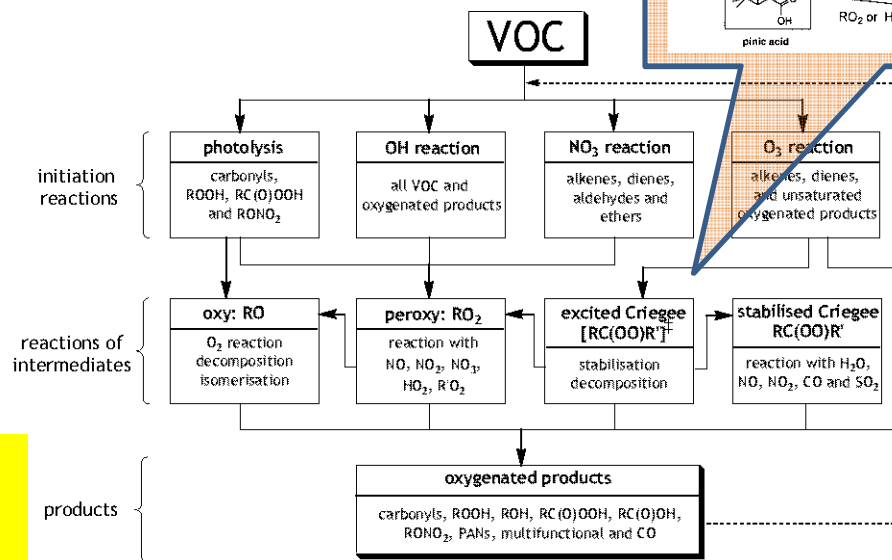 OH
pinic acid
RO₂ or H
VOC
initiation
reactions
photolysis
carbonyls,
ROOH, RC(O)OOH
and RONO₂
OH reaction
all VOC and
oxygenated products
NO₃ reaction
alkenes, dienes,
aldehydes and
ethers
O₃ reaction
alkenes, dienes,
and unsaturated
oxygenated products
reactions of
intermediates
oxy: RO
O₂ reaction
decomposition
isomerisation
peroxy: RO₂
reaction with
NO, NO₂, NO₃,
HO₂, R'O₂
excited Criegee
[RC(OO)R']‡
stabilisation
decomposition
stabilised Criegee
RC(OO)R'
reaction with H₂O,
NO, NO₂, CO and SO₂
products
oxygenated products
carbonyls, ROOH, ROH, RC(O)OOH, RC(O)OH,
RONO₂, PANs, multifunctional and CO